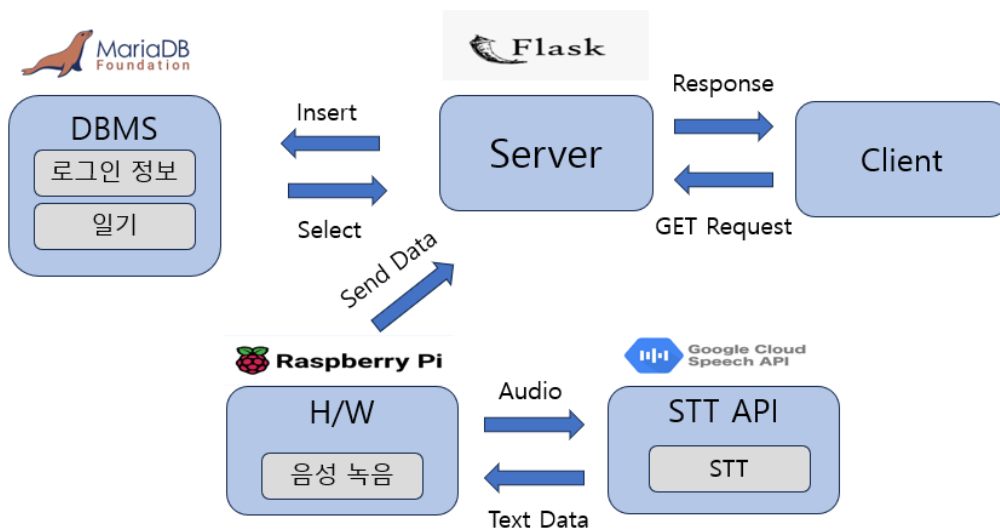 MariaDB
Foundation
Flask
DBMS
로그인 정보
일기
Insert
Select
Server
Response
GET Request
Client
Send Data
Raspberry Pi
H/W
음성 녹음
Audio
Text Data
Google Cloud
Speech API
STT API
STT